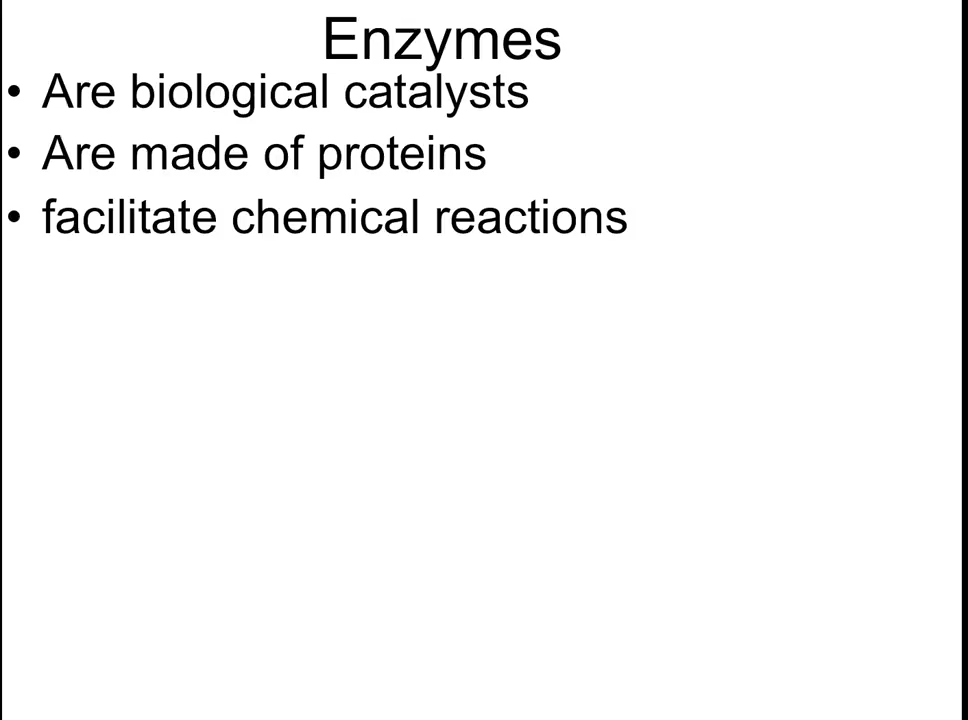 Enzymes
• Are biological catalysts
• Are made of proteins
• facilitate chemical reactions